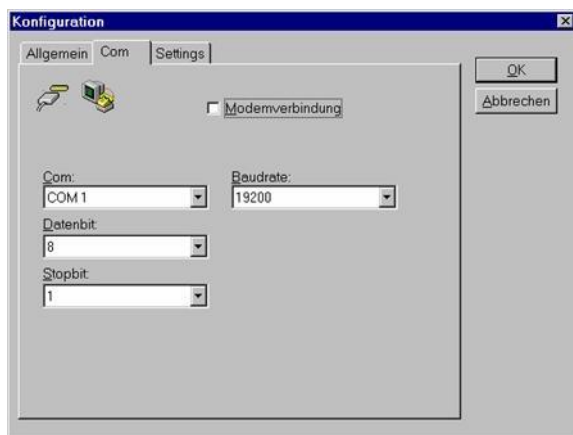 Konfiguration
Allgemein Com Settings
OK
Abbrechen
Modemverbindung
Com: Baudrate:
COM 1 19200
Datenbit:
8
Stopbit:
1